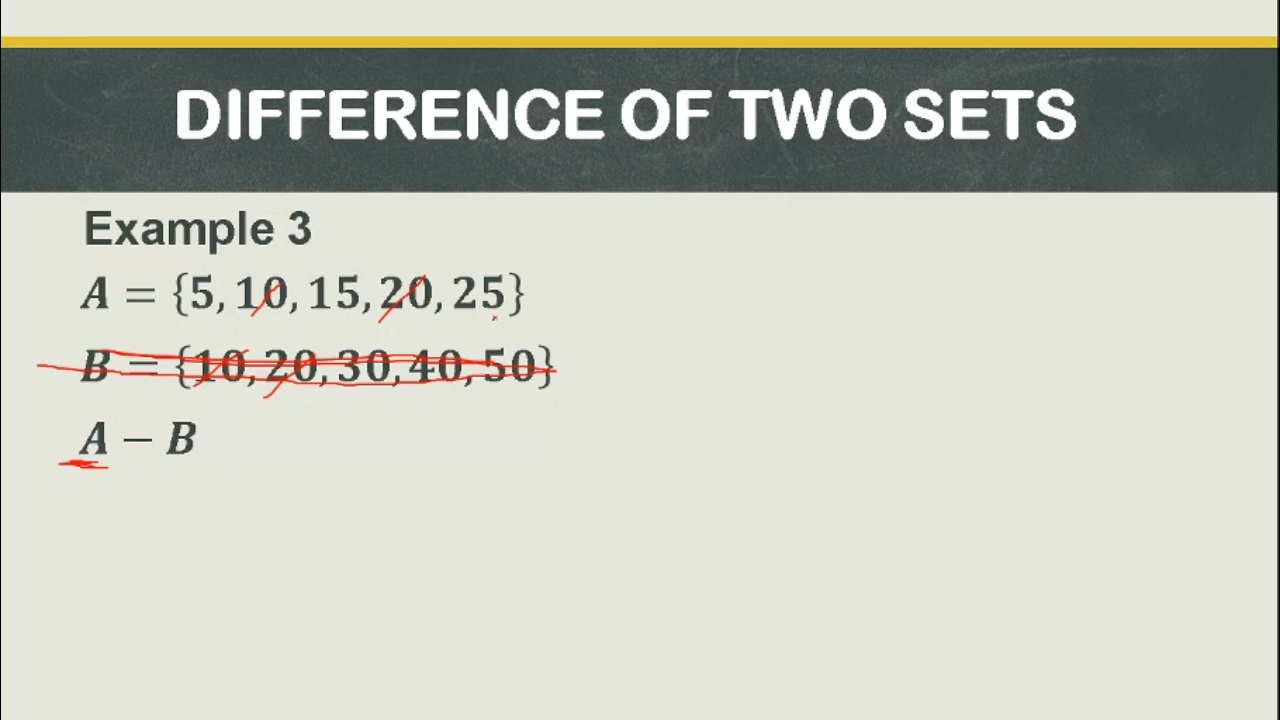 DIFFERENCE OF TWO SETS
Example 3
A = {5, 10, 15, 20, 25}
B = {10, 20, 30, 40, 50}
A − B